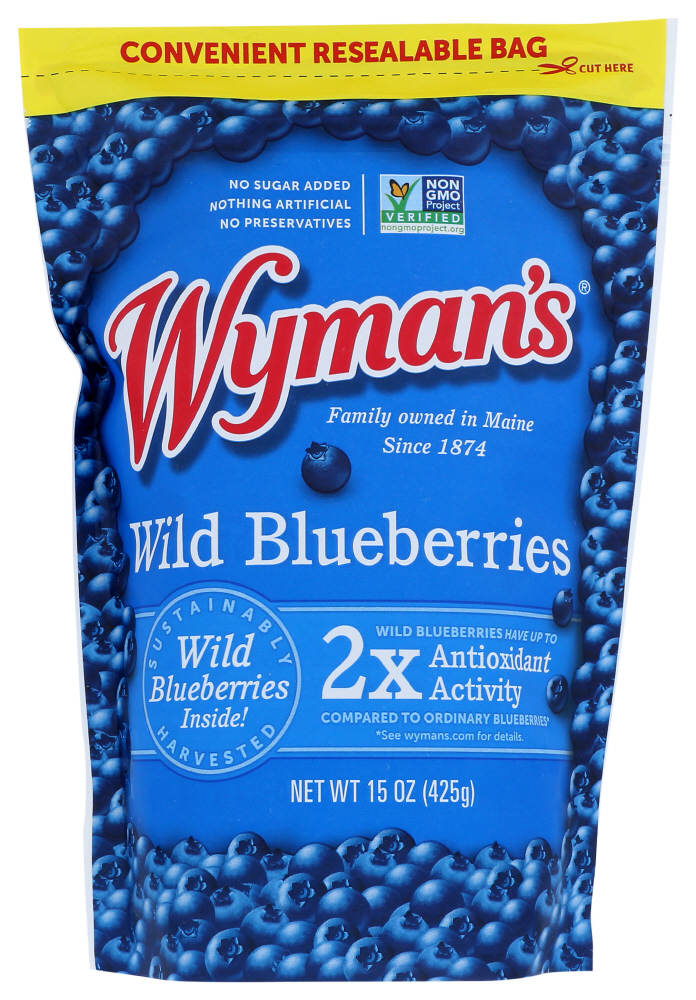 CONVENIENT RESEALABLE BAG
CUT HERE
NO SUGAR ADDED
NOTHING ARTIFICIAL
NO PRESERVATIVES
NON
GMO
Project
VERIFIED
nongmoproject.org
Wyman's®
Family owned in Maine
Since 1874
Wild Blueberries
SUSTAINABLY
Wild
Blueberries
Inside!
HARVESTED
WILD BLUEBERRIES HAVE UP TO
2x Antioxidant
Activity
COMPARED TO ORDINARY BLUEBERRIES*
*See wymans.com for details.
NET WT 15 OZ (425g)